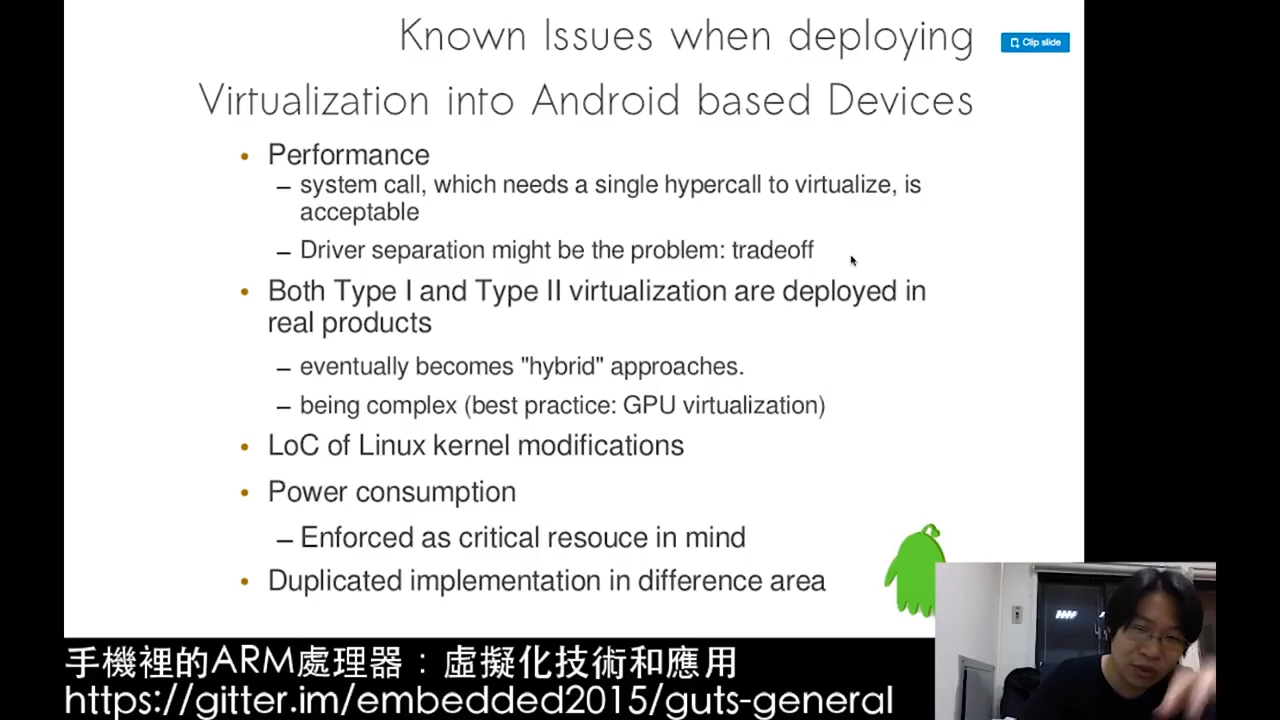 Known Issues when deploying
Clip slide
Virtualization into Android based Devices
• Performance
– system call, which needs a single hypercall to virtualize, is
acceptable
– Driver separation might be the problem: tradeoff
• Both Type I and Type II virtualization are deployed in
real products
– eventually becomes "hybrid" approaches.
– being complex (best practice: GPU virtualization)
• LoC of Linux kernel modifications
• Power consumption
– Enforced as critical resouce in mind
• Duplicated implementation in difference area
手機裡的ARM處理器：虛擬化技術和應用
https://gitter.im/embedded2015/guts-general